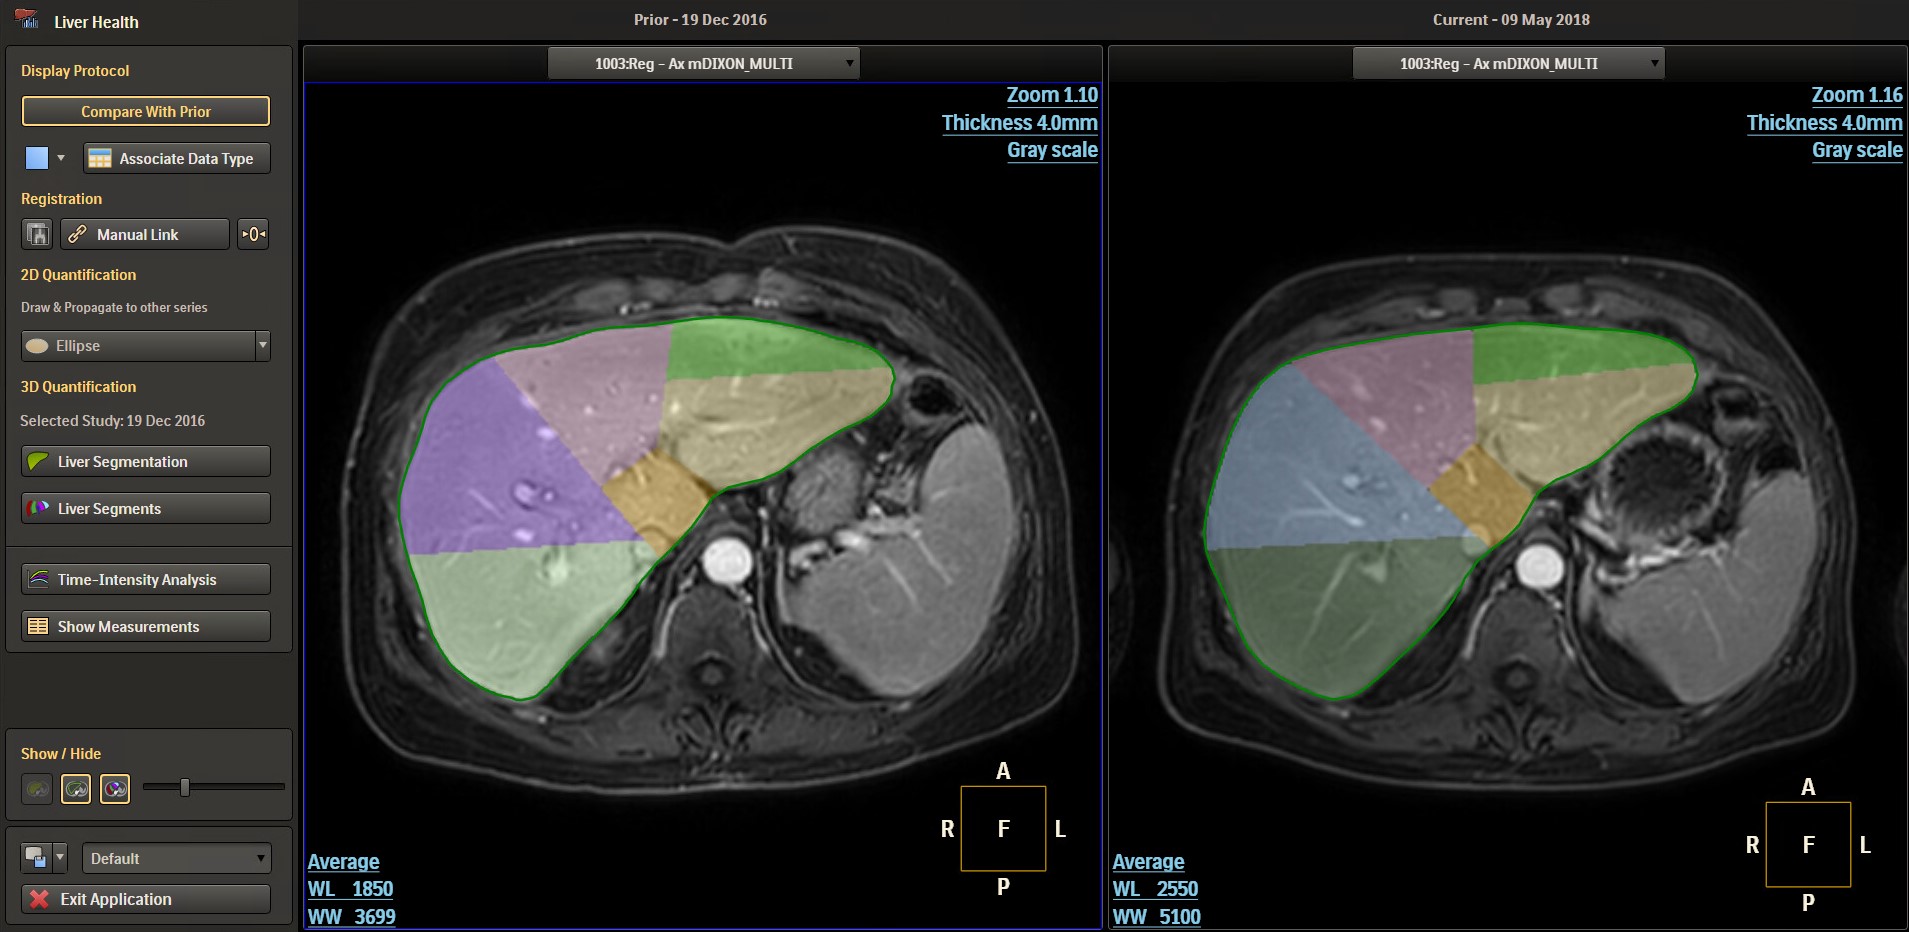 Liver Health
Display Protocol
Compare With Prior
Associate Data Type
Registration
Manual Link
0
2D Quantification
Draw & Propagate to other series
Ellipse
3D Quantification
Selected Study: 19 Dec 2016
Liver Segmentation
Liver Segments
Time-Intensity Analysis
Show Measurements
Show / Hide
Default
Exit Application
Prior - 19 Dec 2016
1003:Reg - Ax mDIXON_MULTI
Zoom 1.10
Thickness 4.0mm
Gray scale
A
R F L
P
Average
WL 1850
WW 3699
Current - 09 May 2018
1003:Reg - Ax mDIXON_MULTI
Zoom 1.16
Thickness 4.0mm
Gray scale
A
R F L
P
Average
WL 2550
WW 5100